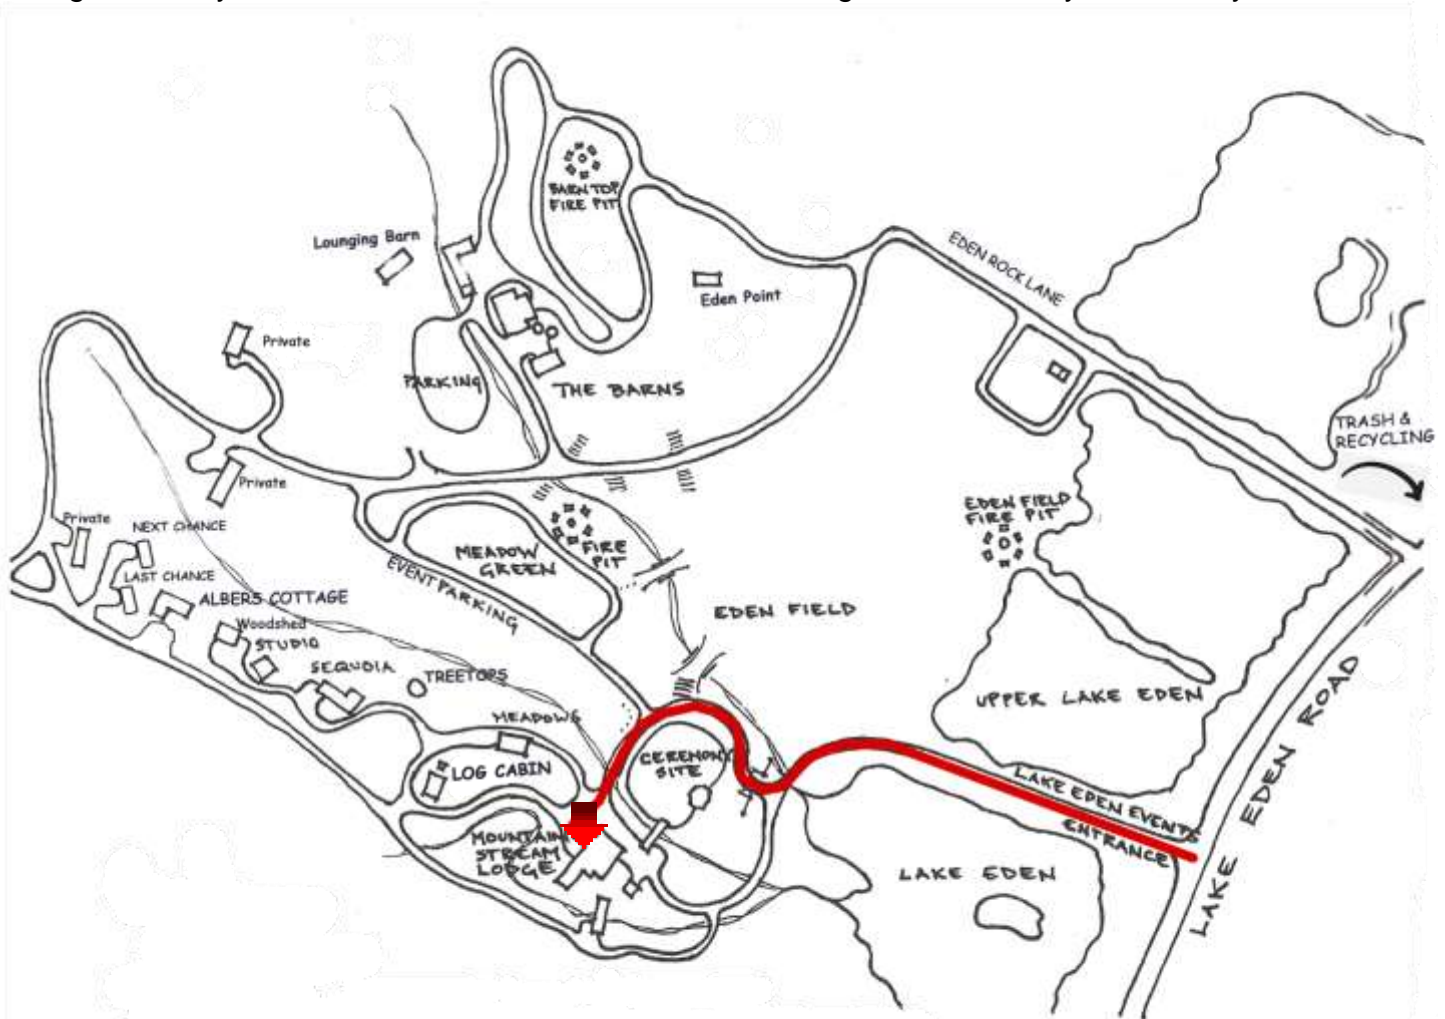 BARN TOP
FIRE PIT
Lounging Barn
EDEN ROCK LANE
Eden Point
Private
PARKING
THE BARNS
TRASH &
RECYCLING
Private
EDEN FIELD
FIRE PIT
Private
NEXT CHANCE
MEADOW
GREEN
FIRE
PIT
LAST CHANCE
EVENT PARKING
ALBERS COTTAGE
EDEN FIELD
Woodshed
STUDIO
SEQUOIA
TREETOPS
UPPER LAKE EDEN
MEADOWS
CEREMONY
SITE
LOG CABIN
LAKE EDEN EVENTS
ENTRANCE
LAKE EDEN ROAD
MOUNTAIN
STREAM
LODGE
LAKE EDEN